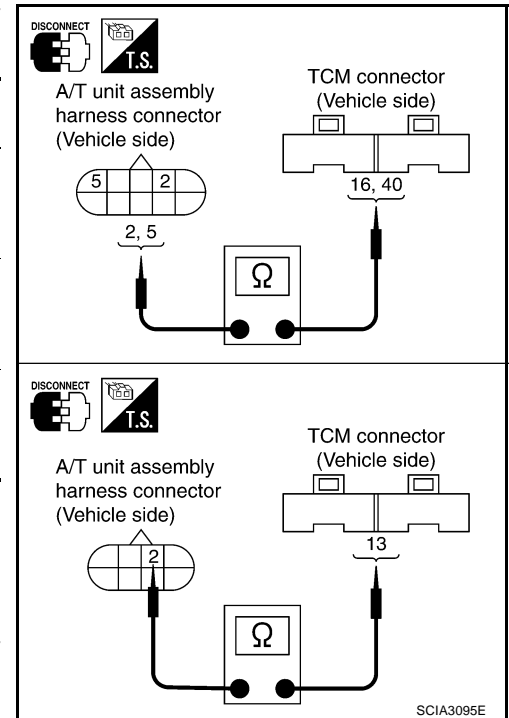 DISCONNECT
T.S.
A/T unit assembly
harness connector
(Vehicle side)
TCM connector
(Vehicle side)
5 2
2, 5
16, 40
Ω
DISCONNECT
T.S.
A/T unit assembly
harness connector
(Vehicle side)
TCM connector
(Vehicle side)
2
13
Ω
SCIA3095E